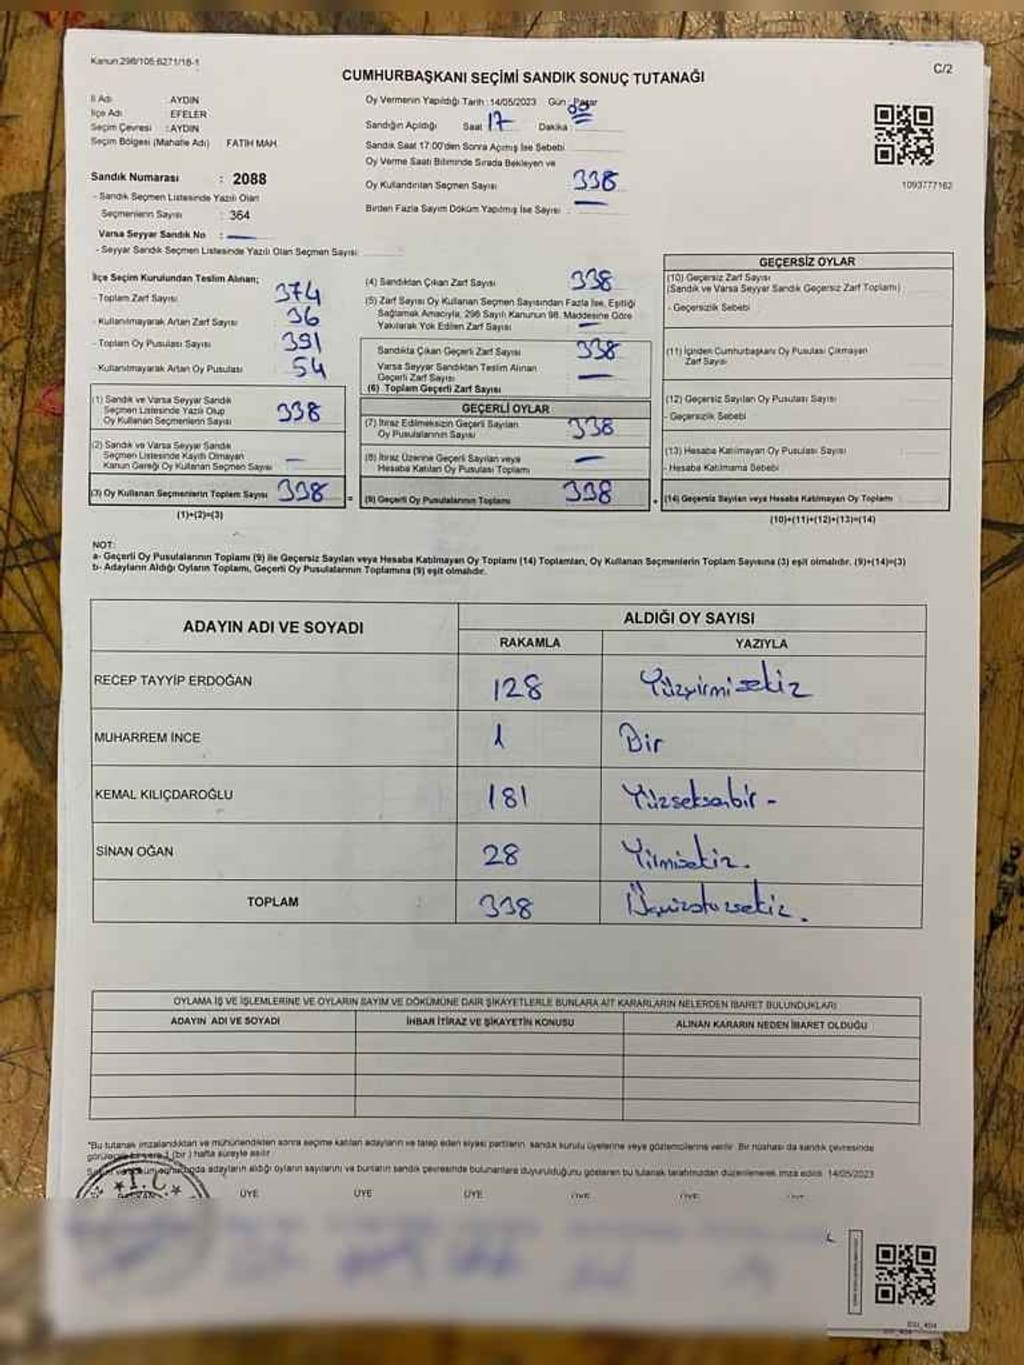 Kanun:298/105;6271/18-1
C/2
CUMHURBAŞKANI SEÇİMİ SANDIK SONUÇ TUTANAĞI
İl Adı AYDIN
İlçe Adı EFELER
Seçim Çevresi : AYDIN
Seçim Bölgesi (Mahalle Adı) FATİH MAH.
Sandık Numarası : 2088
- Sandık Seçmen Listesinde Yazılı Olan
Seçmenlerin Sayısı : 364
Varsa Seyyar Sandık No : —
- Seyyar Sandık Seçmen Listesinde Yazılı Olan Seçmen Sayısı:
Oy Vermenin Yapıldığı Tarih : 14/05/2023 Gün : Pazar
Sandığın Açıldığı Saat 17 Dakika : 00
Sandık Saat 17:00'den Sonra Açılmış İse Sebebi
Oy Verme Saati Bitiminde Sırada Bekleyen ve
Oy Kullandırılan Seçmen Sayısı 338
Birden Fazla Sayım Döküm Yapılmış İse Sayısı : —
1093777162
İlçe Seçim Kurulundan Teslim Alınan;
- Toplam Zarf Sayısı 374
- Kullanılmayarak Artan Zarf Sayısı 36
- Toplam Oy Pusulası Sayısı 391
- Kullanılmayarak Artan Oy Pusulası 54
(1) Sandık ve Varsa Seyyar Sandık
Seçmen Listesinde Yazılı Olup
Oy Kullanan Seçmenlerin Sayısı 338
(2) Sandık ve Varsa Seyyar Sandık
Seçmen Listesinde Kayıtlı Olmayan
Kanun Gereği Oy Kullanan Seçmen Sayısı —
(3) Oy Kullanan Seçmenlerin Toplam Sayısı 338 =
(1)+(2)=(3)
(4) Sandıktan Çıkan Zarf Sayısı 338
(5) Zarf Sayısı Oy Kullanan Seçmen Sayısından Fazla İse, Eşitliği
Sağlamak Amacıyla, 298 Sayılı Kanunun 98. Maddesine Göre
Yakılarak Yok Edilen Zarf Sayısı —
Sandıkta Çıkan Geçerli Zarf Sayısı 338
Varsa Seyyar Sandıktan Teslim Alınan
Geçerli Zarf Sayısı —
(6) Toplam Geçerli Zarf Sayısı
GEÇERLİ OYLAR
(7) İtiraz Edilmeksizin Geçerli Sayılan
Oy Pusulalarının Sayısı 338
(8) İtiraz Üzerine Geçerli Sayılan veya
Hesaba Katılan Oy Pusulası Toplamı —
(9) Geçerli Oy Pusulalarının Toplamı 338 +
GEÇERSİZ OYLAR
(10) Geçersiz Zarf Sayısı
(Sandık ve Varsa Seyyar Sandık Geçersiz Zarf Toplamı)
- Geçersizlik Sebebi
(11) İçinden Cumhurbaşkanı Oy Pusulası Çıkmayan
Zarf Sayısı
(12) Geçersiz Sayılan Oy Pusulası Sayısı
- Geçersizlik Sebebi
(13) Hesaba Katılmayan Oy Pusulası Sayısı
- Hesaba Katılmama Sebebi
(14) Geçersiz Sayılan veya Hesaba Katılmayan Oy Toplamı
(10)+(11)+(12)+(13)=(14)
NOT:
a- Geçerli Oy Pusulalarının Toplamı (9) ile Geçersiz Sayılan veya Hesaba Katılmayan Oy Toplamı (14) Toplamları, Oy Kullanan Seçmenlerin Toplam Sayısına (3) eşit olmalıdır. (9)+(14)=(3)
b- Adayların Aldığı Oyların Toplamı, Geçerli Oy Pusulalarının Toplamına (9) eşit olmalıdır.
ADAYIN ADI VE SOYADI ALDIĞI OY SAYISI
RAKAMLA YAZIYLA
RECEP TAYYİP ERDOĞAN 128 Yüzyirmisekiz
MUHARREM İNCE 1 Bir
KEMAL KILIÇDAROĞLU 181 Yüzseksenbir -
SİNAN OĞAN 28 Yirmisekiz.
TOPLAM 338 Üçyüzotuzsekiz.
OYLAMA İŞ VE İŞLEMLERİNE VE OYLARIN SAYIM VE DÖKÜMÜNE DAİR ŞİKAYETLERLE BUNLARA AİT KARARLARIN NELERDEN İBARET BULUNDUKLARI
ADAYIN ADI VE SOYADI İHBAR İTİRAZ VE ŞİKAYETİN KONUSU ALINAN KARARIN NEDEN İBARET OLDUĞU
*Bu tutanak imzalandıktan ve mühürlendikten sonra seçime katılan adayların ve talep eden siyasi partilerin sandık kurulu üyelerine veya gözlemcilerine verilir. Bir nüshası da sandık çevresinde
görülecek bir yere 1 (bir) hafta süreyle asılır.
adayların aldığı oyların sayılarını ve bunların sandık çevresinde bulunanlara duyurulduğunu gösteren bu tutanak tarafımızdan düzenlenerek imza edildi. 14/05/2023
T.C.
ÜYE ÜYE ÜYE ÜYE ÜYE ÜYE